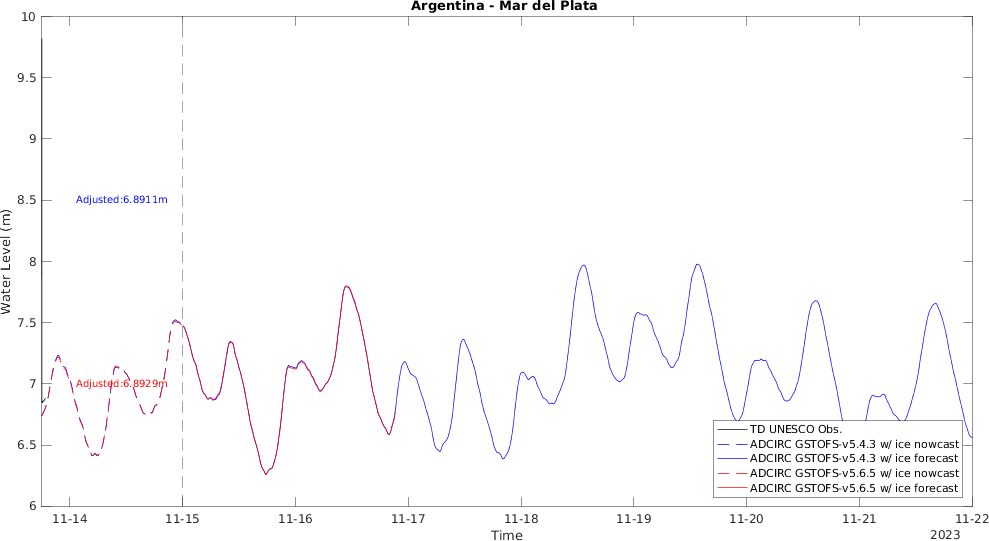 Argentina - Mar del Plata
10
9.5
9
8.5
8
7.5
7
6.5
6
Water Level (m)
Adjusted:6.8911m
Adjusted:6.8929m
TD UNESCO Obs.
ADCIRC GSTOFS-v5.4.3 w/ ice nowcast
ADCIRC GSTOFS-v5.4.3 w/ ice forecast
ADCIRC GSTOFS-v5.6.5 w/ ice nowcast
ADCIRC GSTOFS-v5.6.5 w/ ice forecast
11-14 11-15 11-16 11-17 11-18 11-19 11-20 11-21 11-22
Time
2023